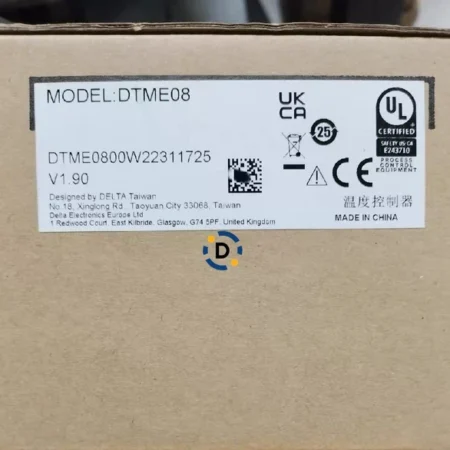 MODEL:DTME08
DTME0800W22311725
V1.90
Designed by DELTA Taiwan
No.18, Xinglong Rd., Taoyuan City 33068, Taiwan
Delta Electronics Europe Ltd
1 Redwood Court, East Kilbride, Glasgow, G74 5PF, United Kingdom
UK
CA
25
CE
UL
CERTIFIED
SAFETY US-CA
E243710
PROCESS
CONTROL
EQUIPMENT
温度控制器
MADE IN CHINA
D